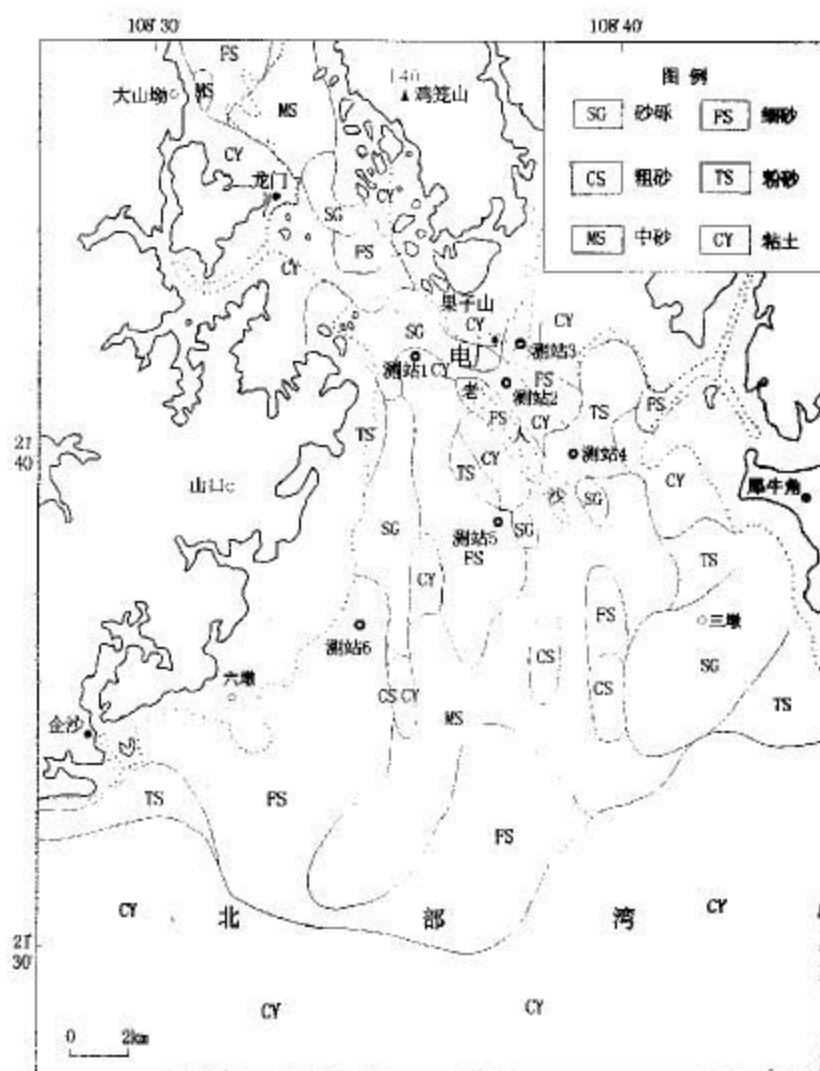 108°30′
108°40′
FS
140
图 例
大山坳
MS
鸡笼山
SG 砂砾
FS 细砂
MS
CY
龙门
CY
CS 粗砂
TS 粉砂
SG
FS
MS 中砂
CY 粘土
CY
果子山
SG
CY
CY
电厂
测站3
测站1
CY
老
FS
测站2
TS
FS
人
CY
TS
FS
21°
40′
CY
测站4
山口
TS
沙
SG
CY
犀牛角
SG
测站5
SG
FS
TS
CY
FS
三墩
测站6
CS
SG
六墩
CS
CY
CS
TS
企沙
MS
TS
FS
FS
CY
北
部
湾
CY
21°
30′
CY
CY
0 2km